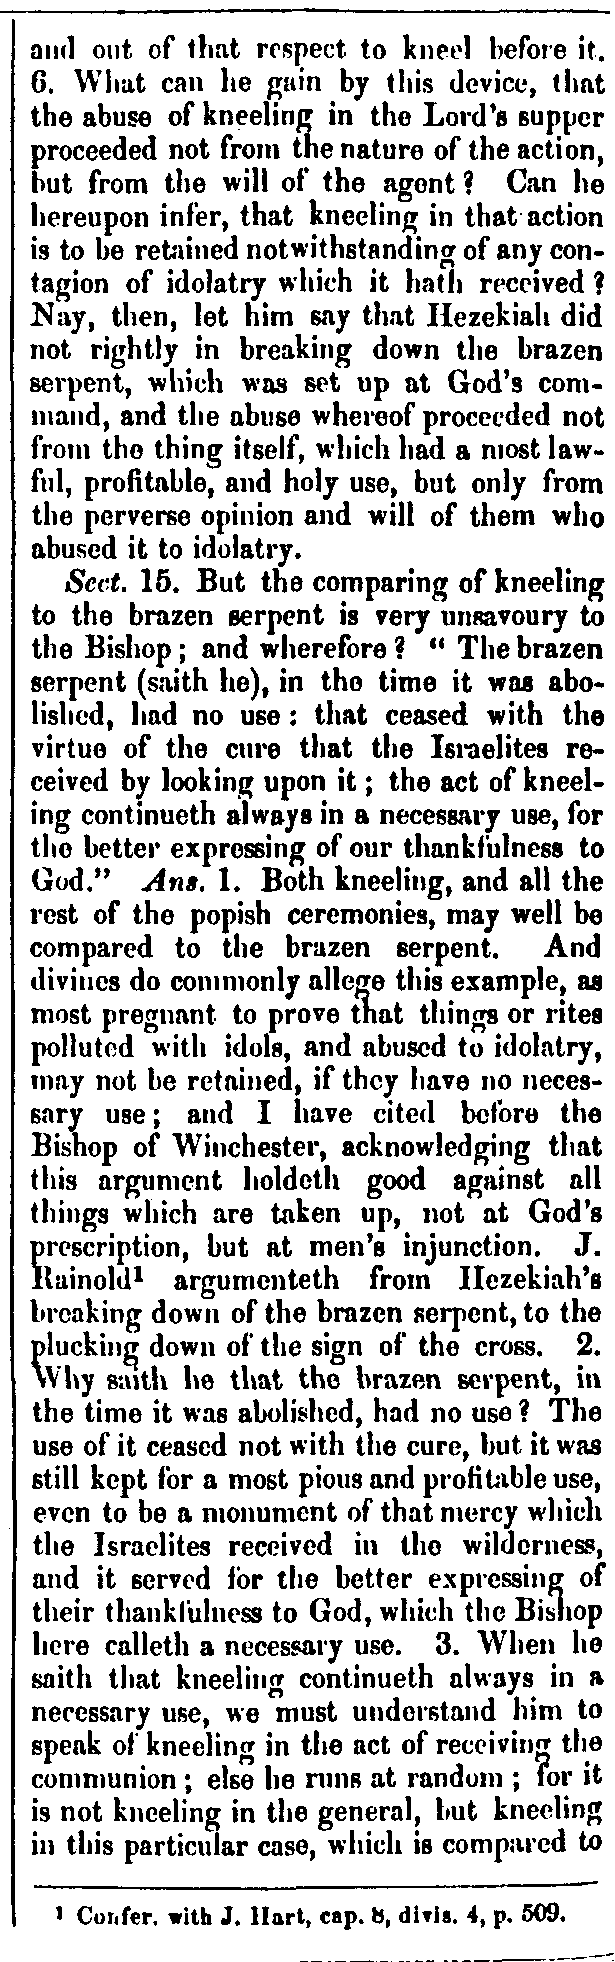 and out of that respect to kneel before it.
6. What can he gain by this device, that
the abuse of kneeling in the Lord's supper
proceeded not from the nature of the action,
but from the will of the agent? Can he
hereupon infer, that kneeling in that action
is to be retained notwithstanding of any con-
tagion of idolatry which it hath received?
Nay, then, let him say that Hezekiah did
not rightly in breaking down the brazen
serpent, which was set up at God's com-
mand, and the abuse whereof proceeded not
from the thing itself, which had a most law-
ful, profitable, and holy use, but only from
the perverse opinion and will of them who
abused it to idolatry.
Sect. 15. But the comparing of kneeling
to the brazen serpent is very unsavoury to
the Bishop; and wherefore? "The brazen
serpent (saith he), in the time it was abo-
lished, had no use: that ceased with the
virtue of the cure that the Israelites re-
ceived by looking upon it; the act of kneel-
ing continueth always in a necessary use, for
the better expressing of our thankfulness to
God." Ans. 1. Both kneeling, and all the
rest of the popish ceremonies, may well be
compared to the brazen serpent. And
divines do commonly allege this example, as
most pregnant to prove that things or rites
polluted with idols, and abused to idolatry,
may not be retained, if they have no neces-
sary use; and I have cited before the
Bishop of Winchester, acknowledging that
this argument holdeth good against all
things which are taken up, not at God's
prescription, but at men's injunction. J.
Rainold¹ argumenteth from Hezekiah's
breaking down of the brazen serpent, to the
plucking down of the sign of the cross. 2.
Why saith he that the brazen serpent, in
the time it was abolished, had no use? The
use of it ceased not with the cure, but it was
still kept for a most pious and profitable use,
even to be a monument of that mercy which
the Israelites received in the wilderness,
and it served for the better expressing of
their thankfulness to God, which the Bishop
here calleth a necessary use. 3. When he
saith that kneeling continueth always in a
necessary use, we must understand him to
speak of kneeling in the act of receiving the
communion; else he runs at random; for it
is not kneeling in the general, but kneeling
in this particular case, which is compared to
¹ Confer. with J. Hart, cap. 8, divis. 4, p. 509.